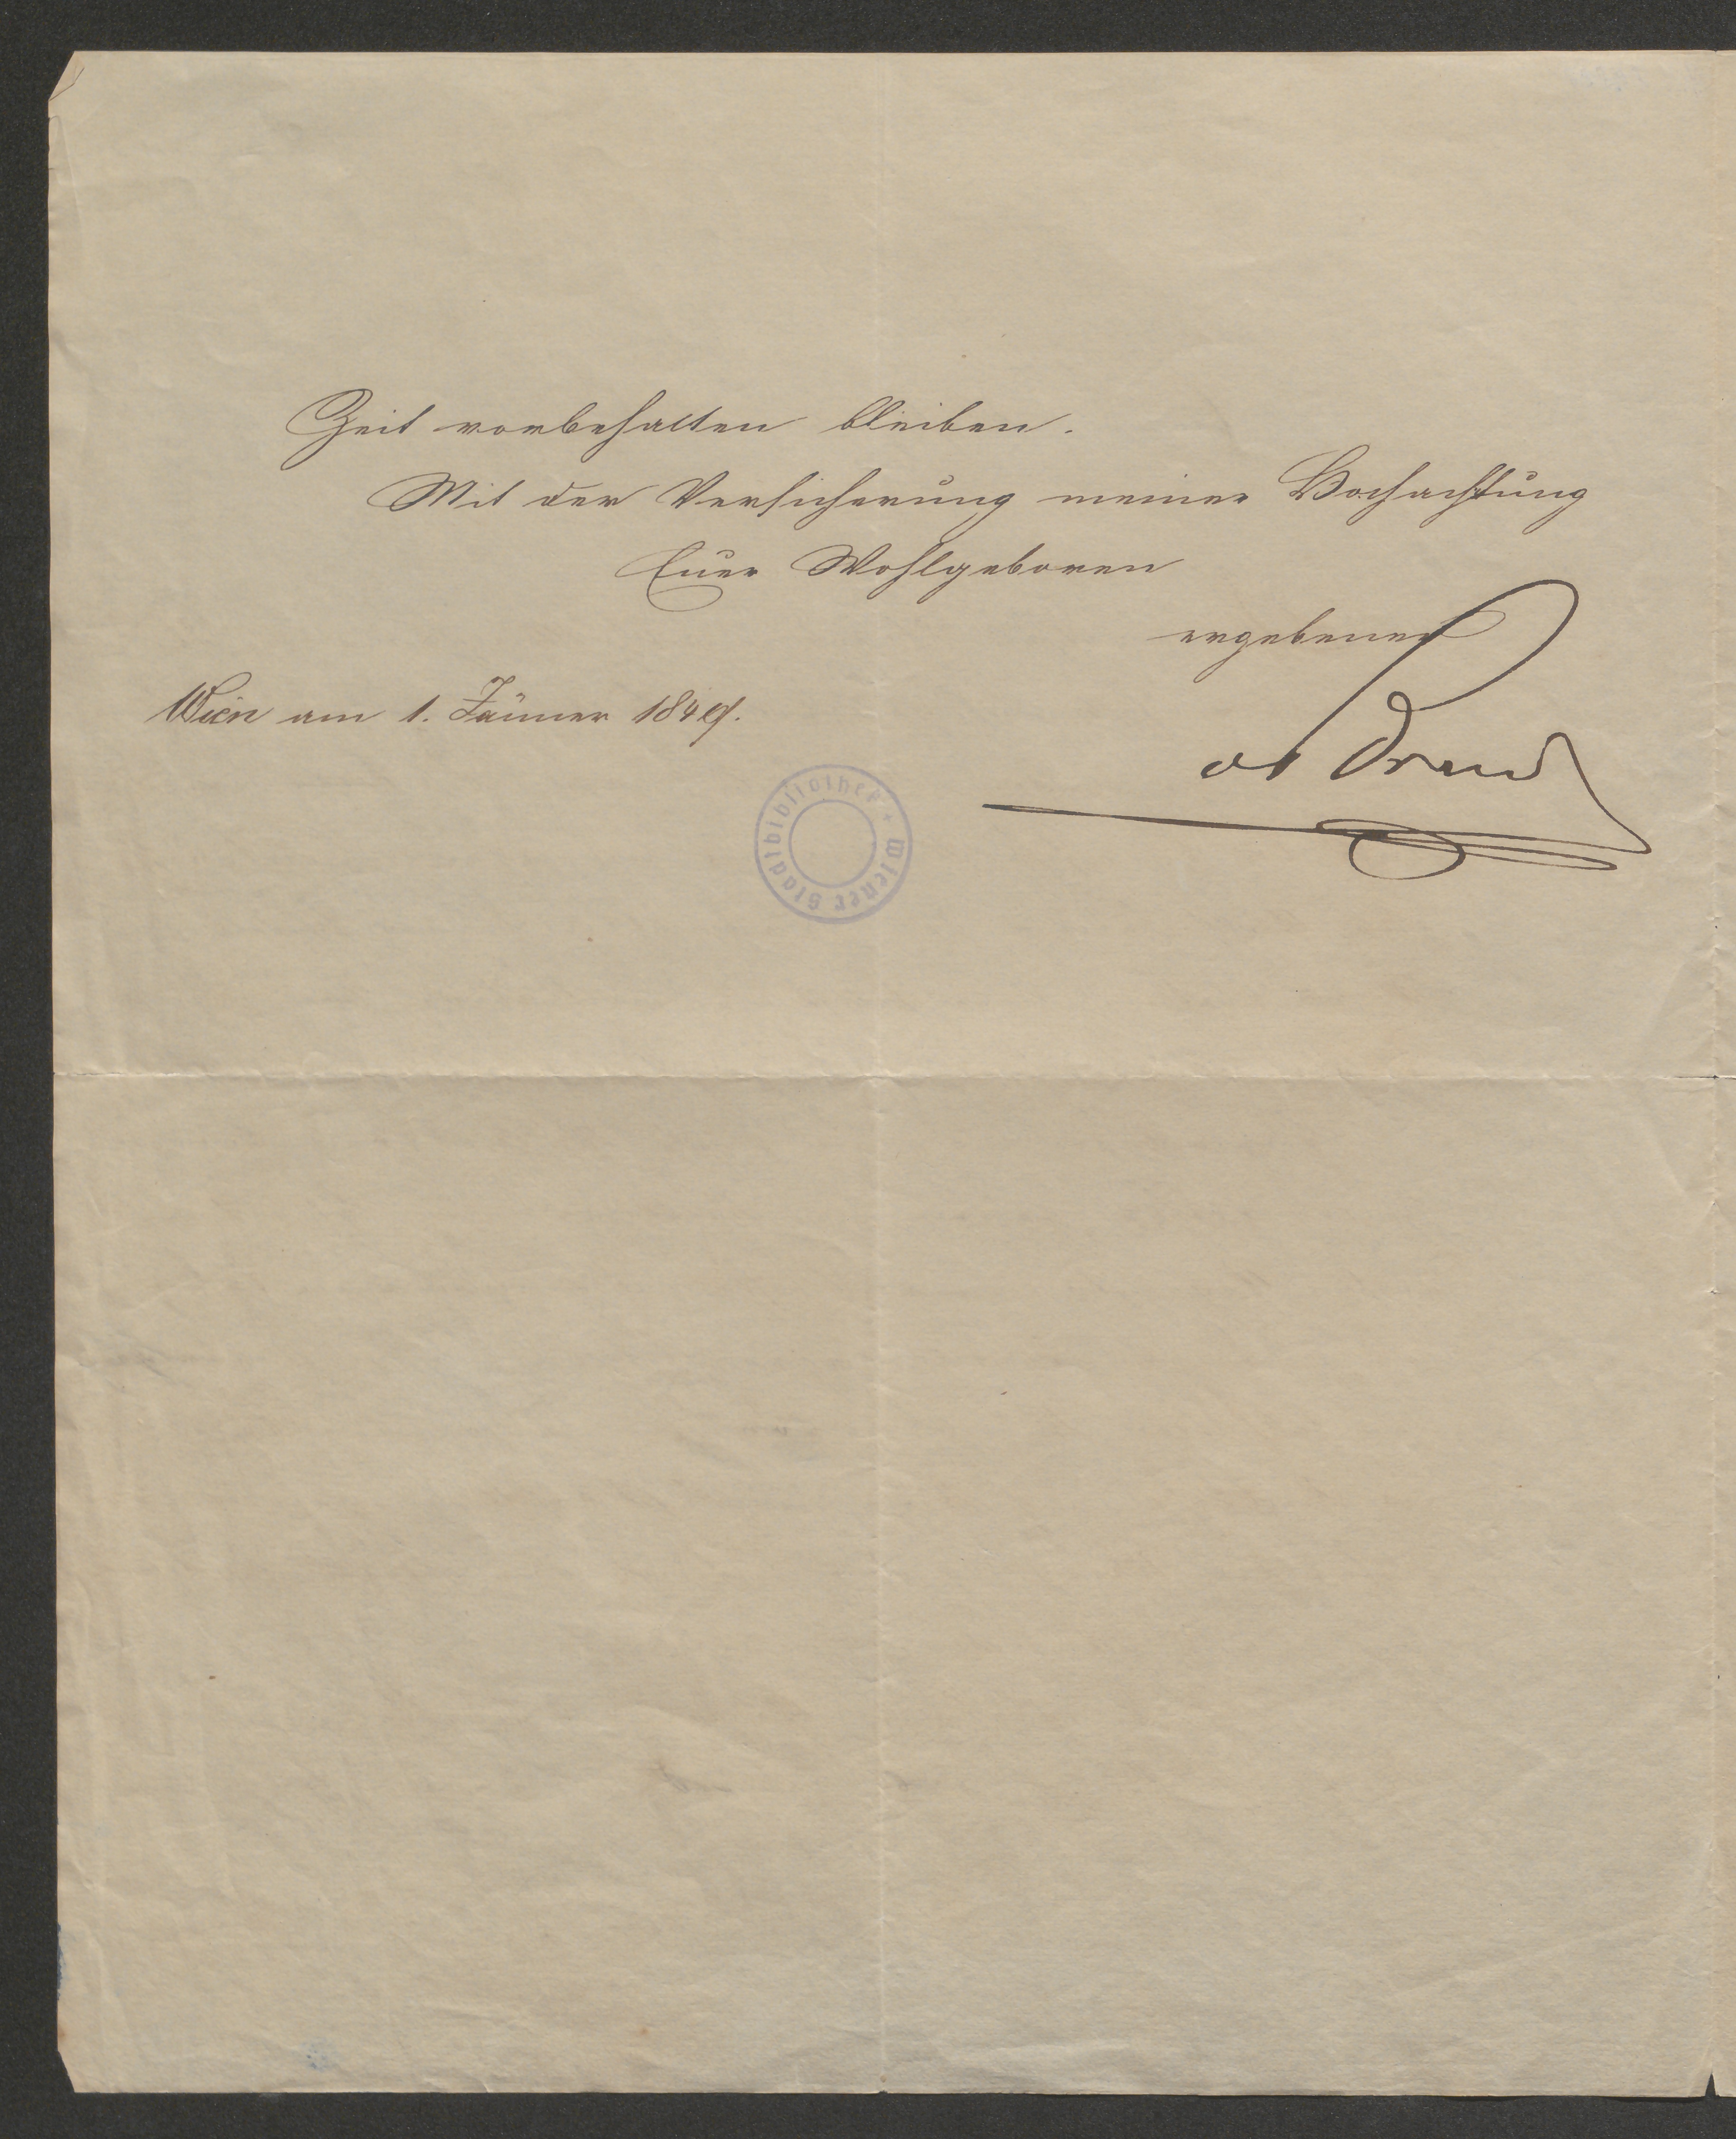 Zeit vorbehalten bleiben.
Mit der Versicherung meiner Hochachtung
Euer Wohlgeboren
ergebener
Wien am 1. Jänner 1849.
Wiener Stadtbibliothek +